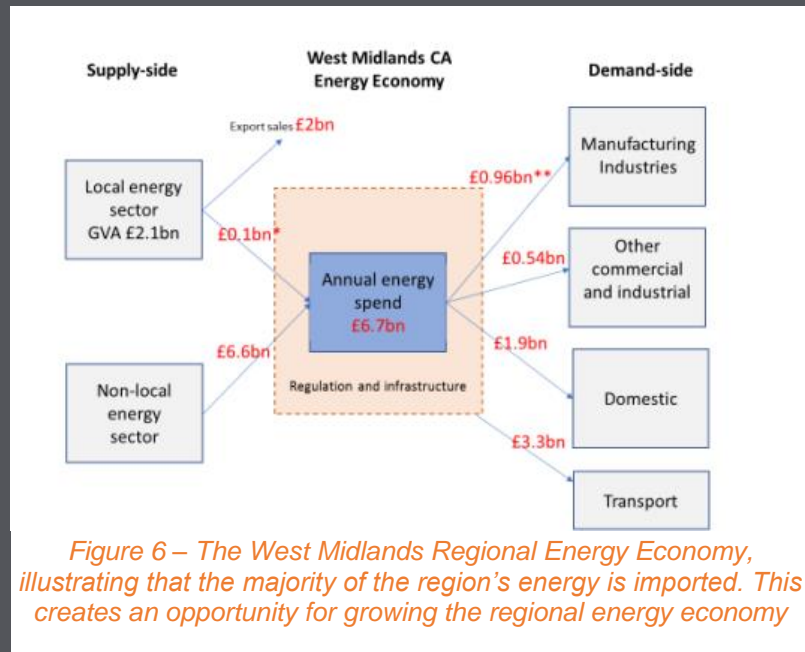 Supply-side
West Midlands CA
Energy Economy
Demand-side
Export sales £2bn
Local energy
sector
GVA £2.1bn
£0.1bn*
£6.6bn
Non-local
energy
sector
Annual energy
spend
£6.7bn
Regulation and infrastructure
£0.96bn**
£0.54bn
£1.9bn
£3.3bn
Manufacturing
Industries
Other
commercial
and industrial
Domestic
Transport
Figure 6 – The West Midlands Regional Energy Economy,
illustrating that the majority of the region's energy is imported. This
creates an opportunity for growing the regional energy economy